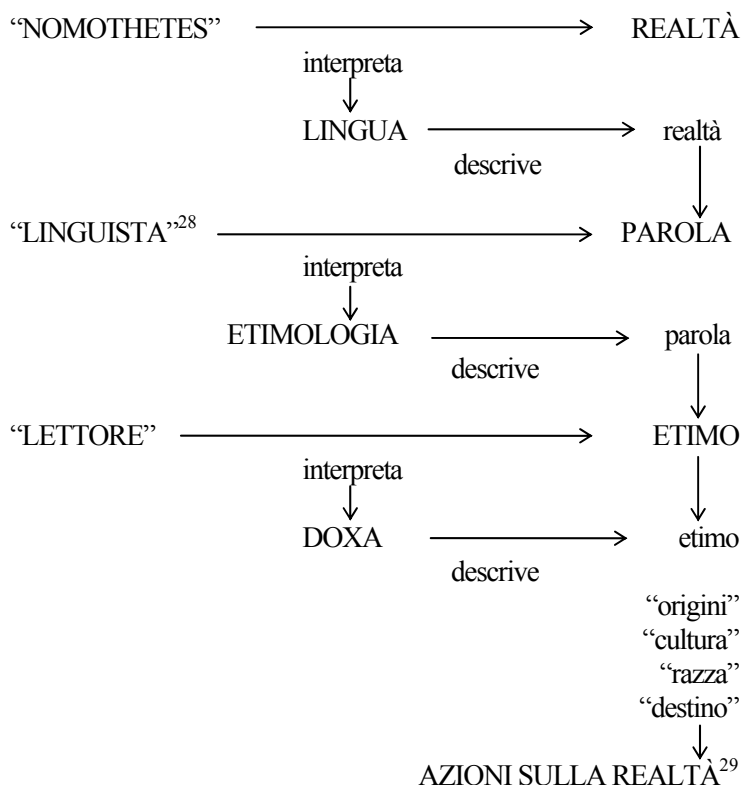 “NOMOTHETES” REALTÀ
interpreta
LINGUA realtà
descrive
“LINGUISTA”28 PAROLA
interpreta
ETIMOLOGIA parola
descrive
“LETTORE” ETIMO
interpreta
DOXA etimo
descrive
“origini”
“cultura”
“razza”
“destino”
AZIONI SULLA REALTÀ29